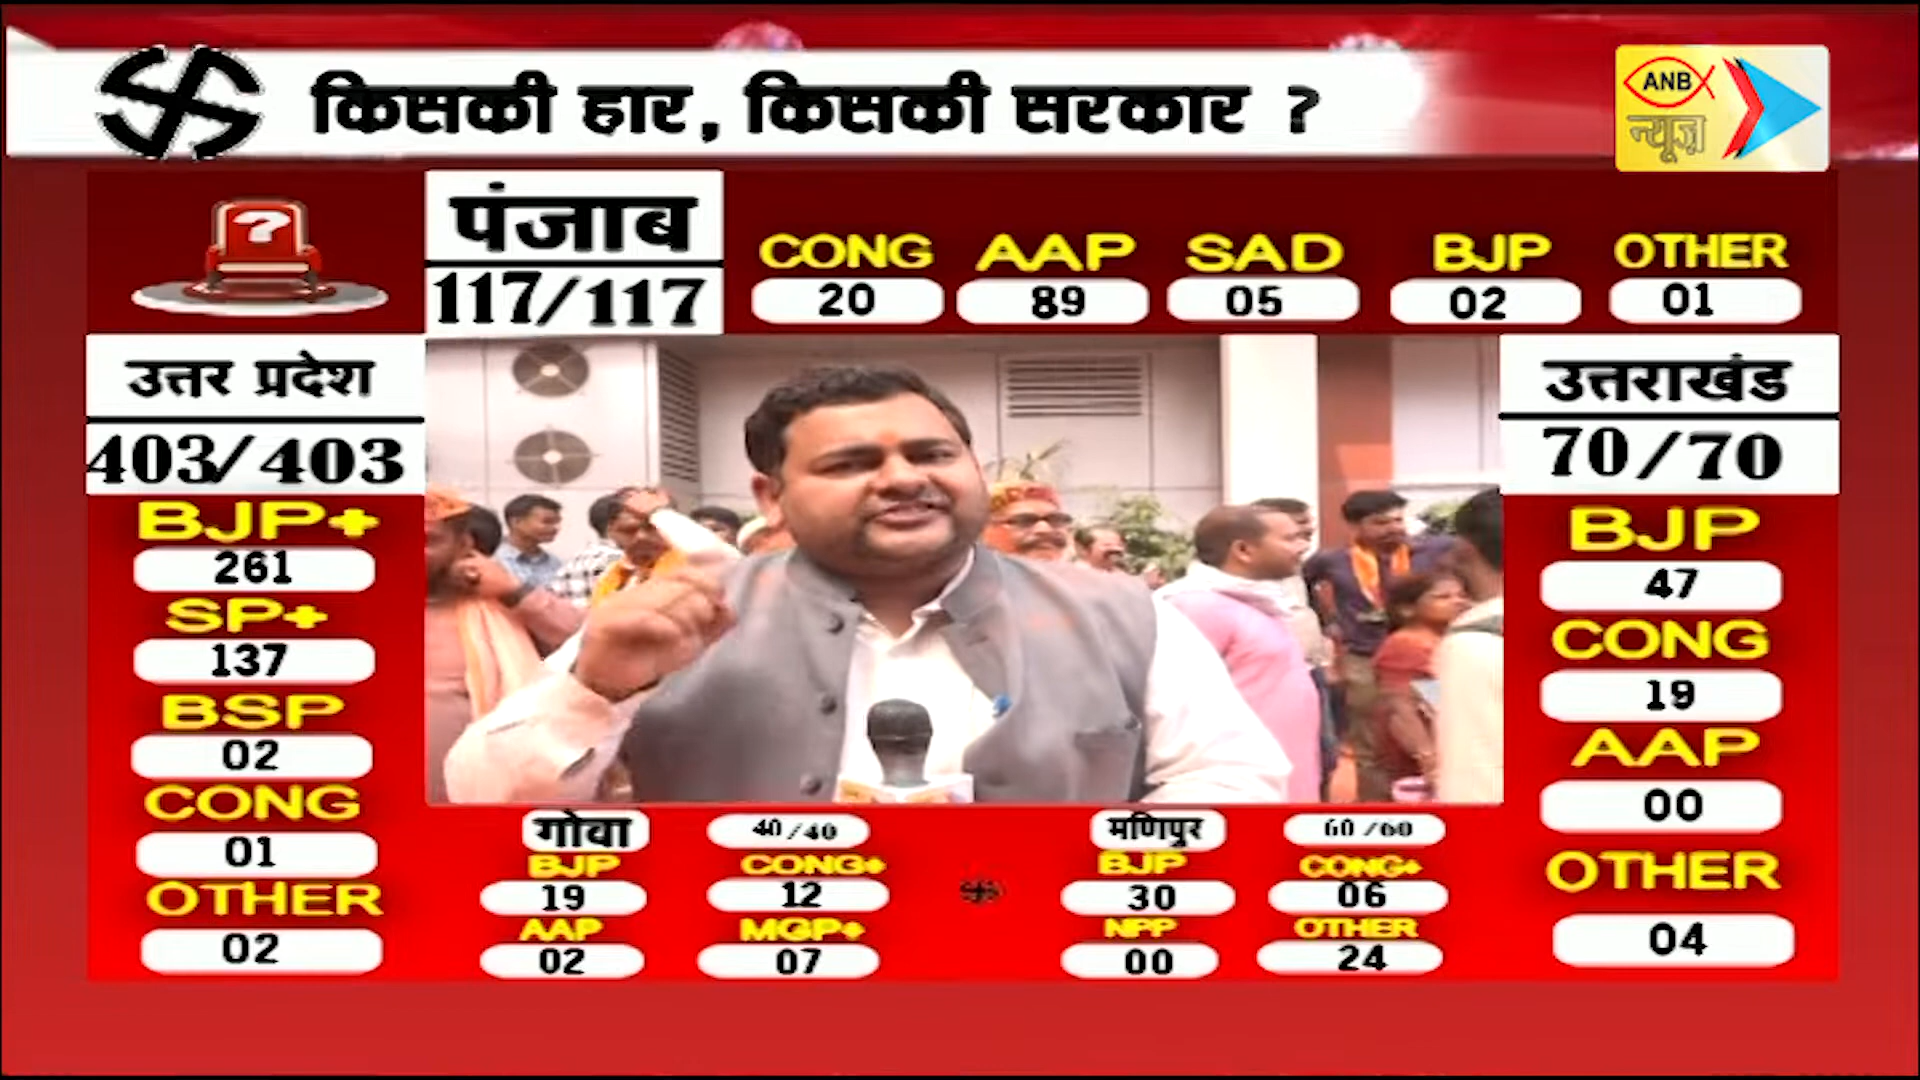 किसकी हार, किसकी सरकार ?
ANB
न्यूज़
पंजाब
117/117
CONG AAP SAD BJP OTHER
20 89 05 02 01
उत्तर प्रदेश
403/403
BJP+
261
SP+
137
BSP
02
CONG
01
OTHER
02
उत्तराखंड
70/70
BJP
47
CONG
19
AAP
00
OTHER
04
गोवा 40/40
BJP CONG+
19 12
AAP MGP+
02 07
मणिपुर 60/60
BJP CONG+
30 06
NPP OTHER
00 24